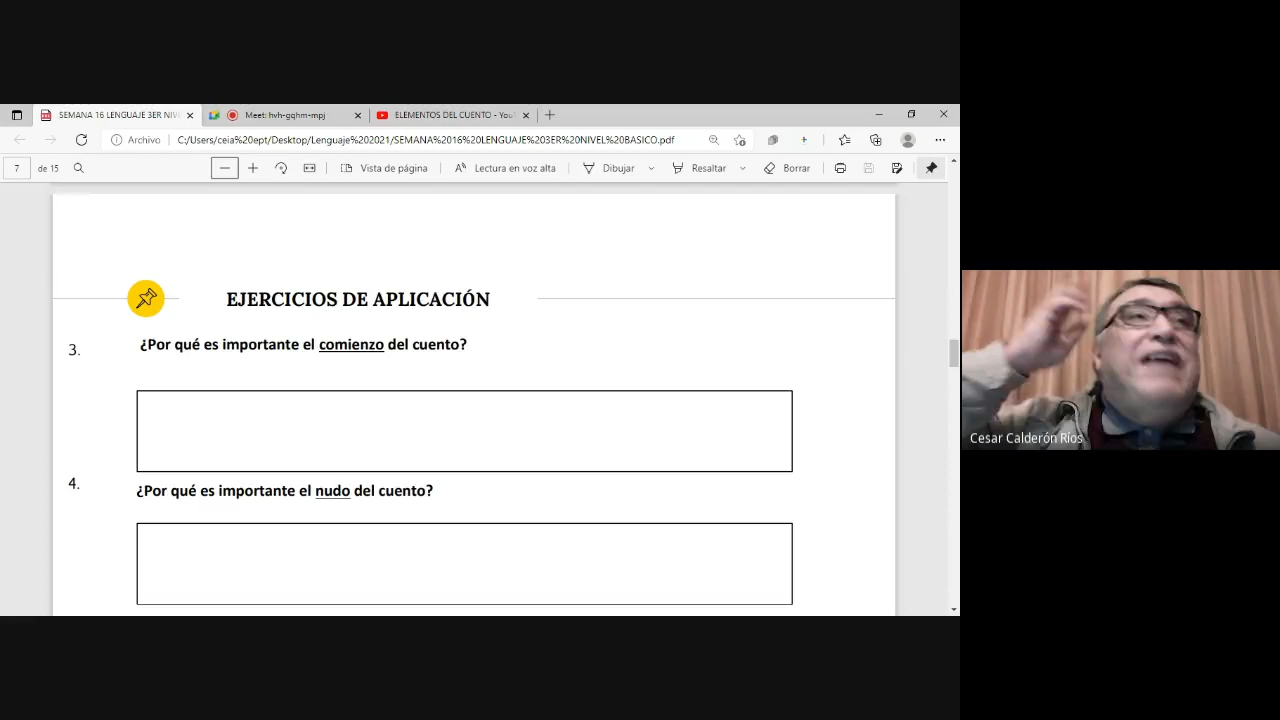 SEMANA 16 LENGUAJE 3ER NIV
Meet: hvh-gqhm-mpj
ELEMENTOS DEL CUENTO - You
Archivo
C:/Users/ceia%20ept/Desktop/Lenguaje%202021/SEMANA%2016%20LENGUAJE%203ER%20NIVEL%20BASICO.pdf
7 de 15
Vista de página
Lectura en voz alta
Dibujar
Resaltar
Borrar
EJERCICIOS DE APLICACIÓN
3. ¿Por qué es importante el comienzo del cuento?
4. ¿Por qué es importante el nudo del cuento?
Cesar Calderón Ríos